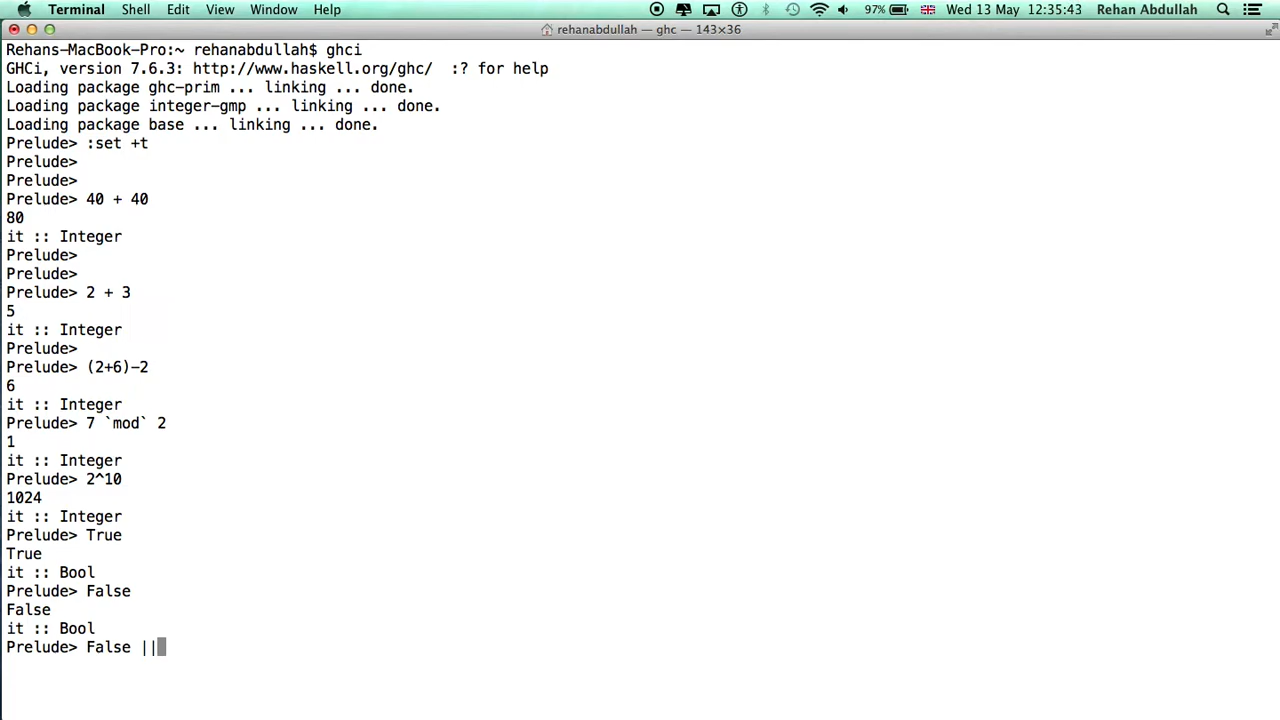 Terminal Shell Edit View Window Help 97% Wed 13 May 12:35:43 Rehan Abdullah
rehanabdullah — ghc — 143×36
Rehans-MacBook-Pro:~ rehanabdullah$ ghci
GHCi, version 7.6.3: http://www.haskell.org/ghc/  :? for help
Loading package ghc-prim ... linking ... done.
Loading package integer-gmp ... linking ... done.
Loading package base ... linking ... done.
Prelude> :set +t
Prelude>
Prelude>
Prelude> 40 + 40
80
it :: Integer
Prelude>
Prelude>
Prelude> 2 + 3
5
it :: Integer
Prelude>
Prelude> (2+6)-2
6
it :: Integer
Prelude> 7 `mod` 2
1
it :: Integer
Prelude> 2^10
1024
it :: Integer
Prelude> True
True
it :: Bool
Prelude> False
False
it :: Bool
Prelude> False ||